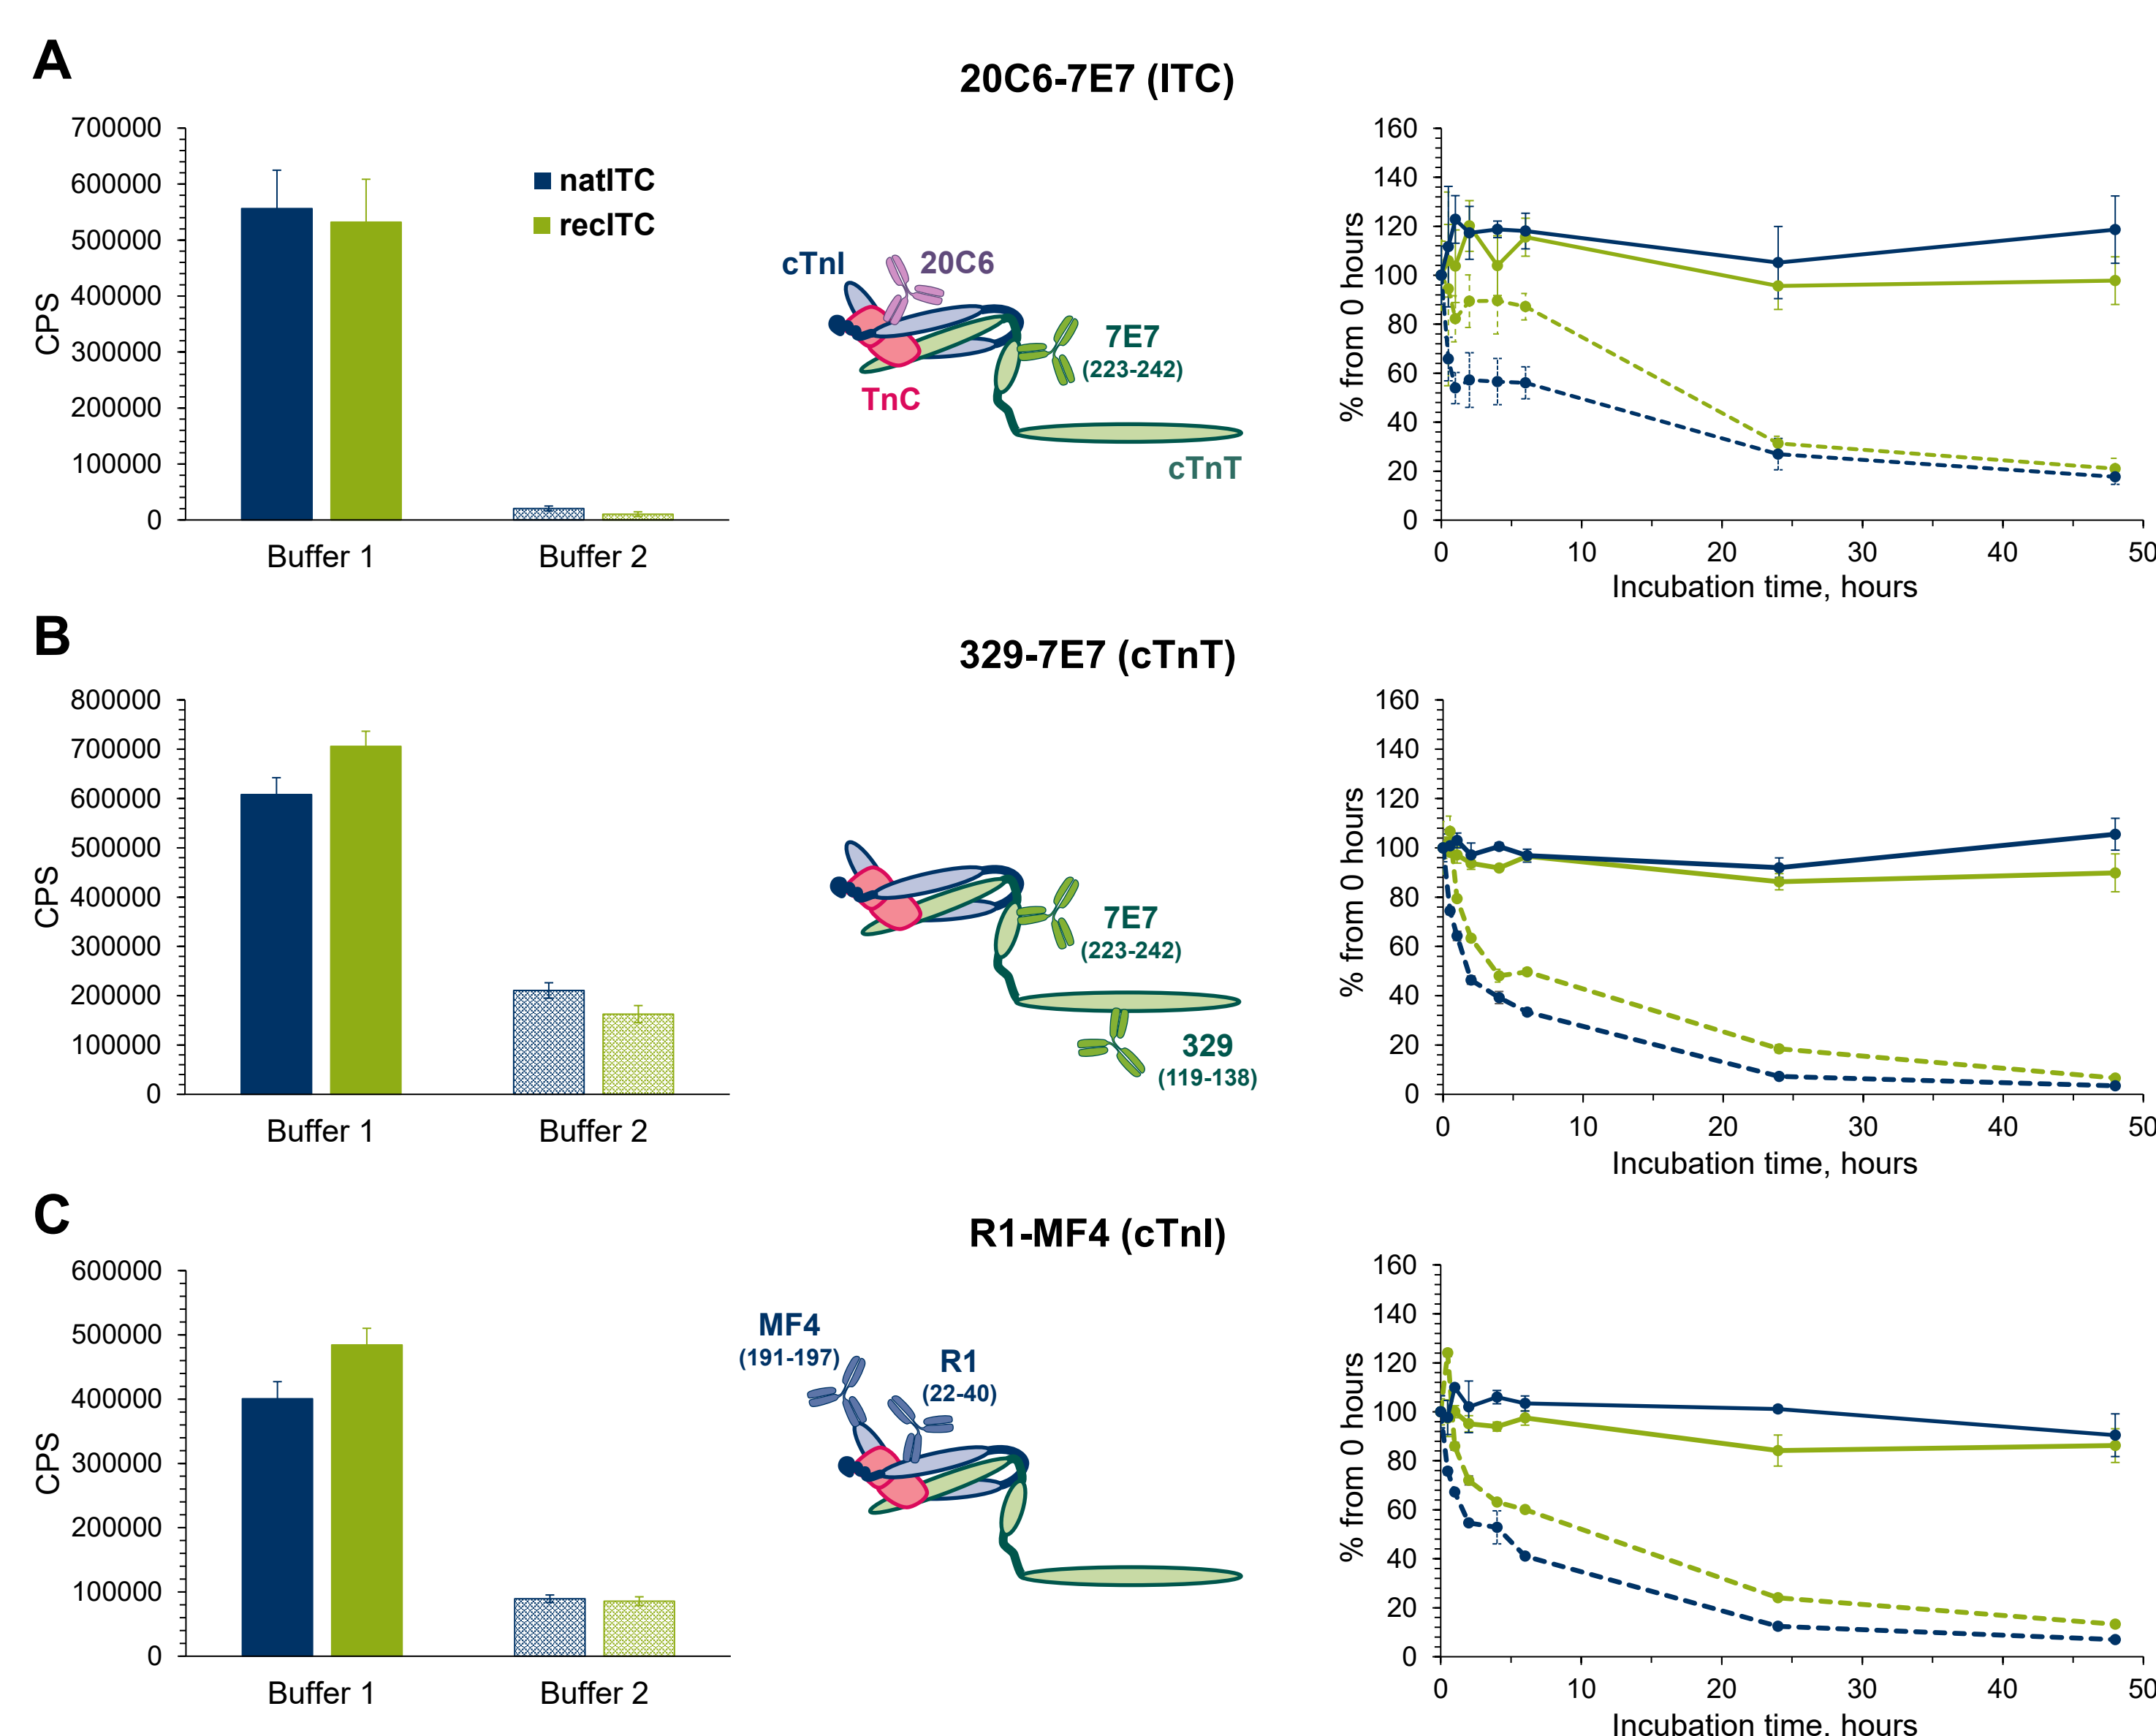 A
20C6-7E7 (ITC)
700000
600000
500000
400000
300000
200000
100000
0
CPS
Buffer 1
Buffer 2
natITC
recITC
cTnI
20C6
7E7
(223-242)
TnC
cTnT
160
140
120
100
80
60
40
20
0
% from 0 hours
0 10 20 30 40 50
Incubation time, hours
B
329-7E7 (cTnT)
800000
700000
600000
500000
400000
300000
200000
100000
0
CPS
Buffer 1
Buffer 2
7E7
(223-242)
329
(119-138)
160
140
120
100
80
60
40
20
0
% from 0 hours
0 10 20 30 40 50
Incubation time, hours
C
R1-MF4 (cTnI)
600000
500000
400000
300000
200000
100000
0
CPS
Buffer 1
Buffer 2
MF4
(191-197)
R1
(22-40)
160
140
120
100
80
60
40
20
0
% from 0 hours
0 10 20 30 40 50
Incubation time, hours